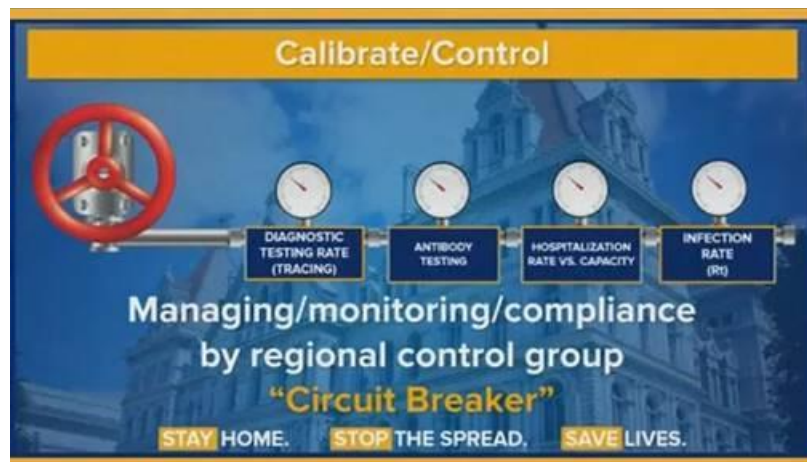 Calibrate/Control
DIAGNOSTIC
TESTING RATE
(TRACING)
ANTIBODY
TESTING
HOSPITALIZATION
RATE VS. CAPACITY
INFECTION
RATE
(Rt)
Managing/monitoring/compliance
by regional control group
“Circuit Breaker”
STAY HOME. STOP THE SPREAD. SAVE LIVES.